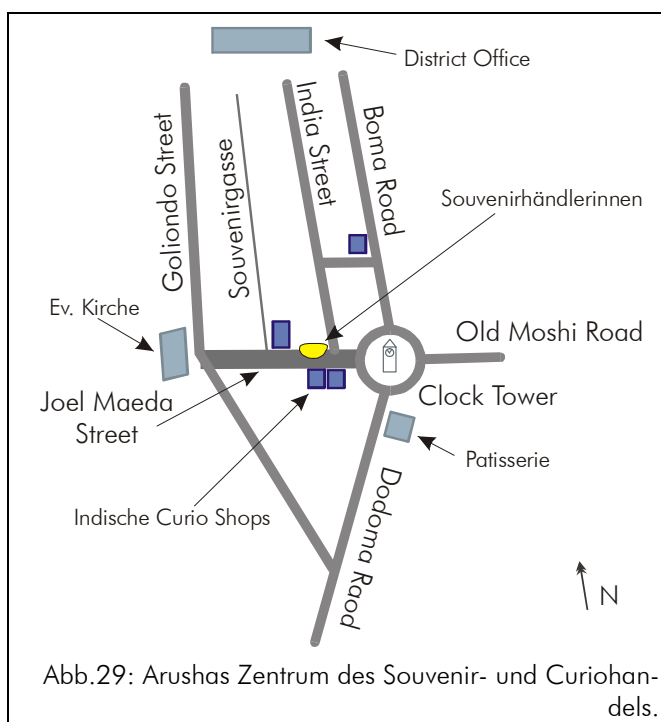 District Office
Goliondo Street
Souvenirgasse
India Street
Boma Road
Souvenirhändlerinnen
Ev. Kirche
Old Moshi Road
Joel Maeda
Street
Clock Tower
Patisserie
Indische Curio Shops
Dodoma Raod
N
Abb.29: Arushas Zentrum des Souvenir- und Curiohan-
dels.